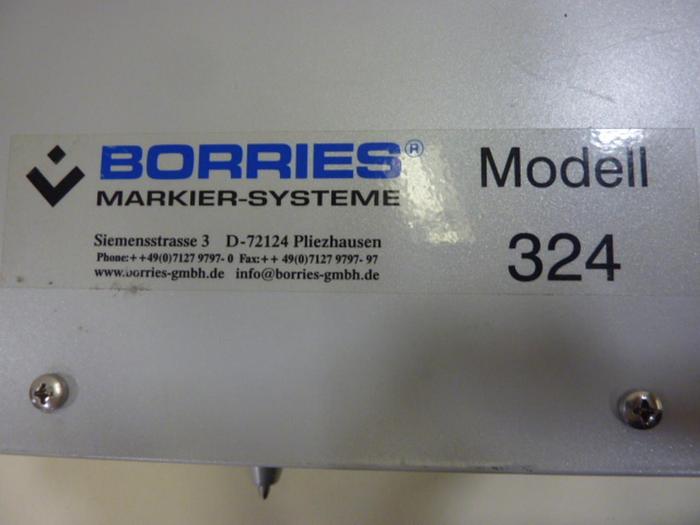 BORRIES®
MARKIER-SYSTEME
Siemensstrasse 3 D-72124 Pliezhausen
Phone:++49(0)7127 9797-0 Fax:++ 49(0)7127 9797-97
www.borries-gmbh.de info@borries-gmbh.de
Modell
324